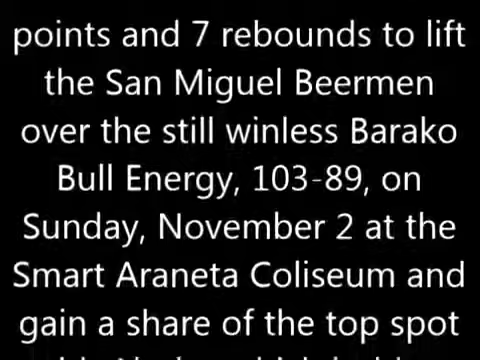 points and 7 rebounds to lift
the San Miguel Beermen
over the still winless Barako
Bull Energy, 103-89, on
Sunday, November 2 at the
Smart Araneta Coliseum and
gain a share of the top spot